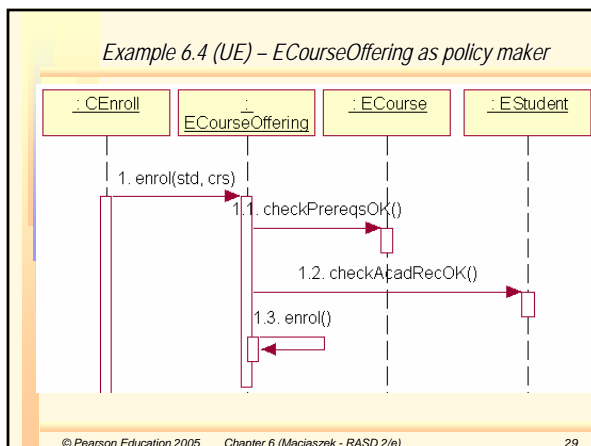 Example 6.4 (UE) – ECourseOffering as policy maker
: CEnroll
:
ECourseOffering
: ECourse
: EStudent
1. enrol(std, crs)
1.1. checkPrereqsOK()
1.2. checkAcadRecOK()
1.3. enrol()
© Pearson Education 2005 Chapter 6 (Maciaszek - RASD 2/e) 29